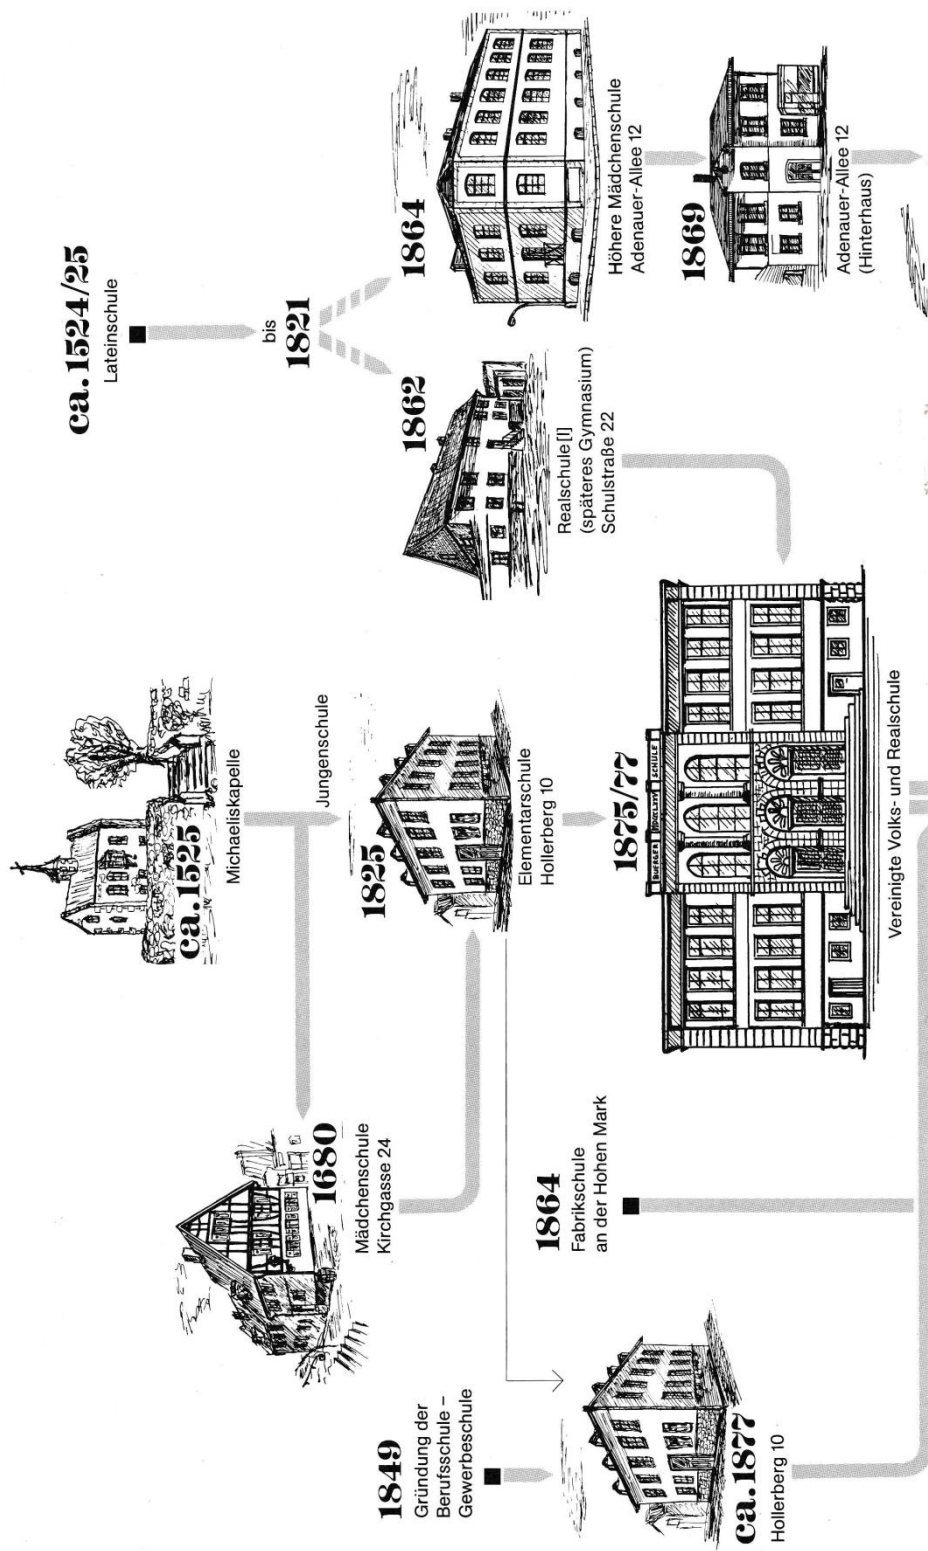 ca. 1524/25
Lateinschule
bis
1821
ca. 1525
Michaeliskapelle
Jungenschule
1680
Mädchenschule
Kirchgasse 24
1825
Elementarschule
Hollerberg 10
1862
Realschule [I]
(späteres Gymnasium)
Schulstraße 22
1864
Höhere Mädchenschule
Adenauer-Allee 12
1849
Gründung der
Berufsschule –
Gewerbeschule
1864
Fabrikschule
an der Hohen Mark
1875/77
BUERGER
SCHULE
Vereinigte Volks- und Realschule
1869
Adenauer-Allee 12
(Hinterhaus)
ca. 1877
Hollerberg 10